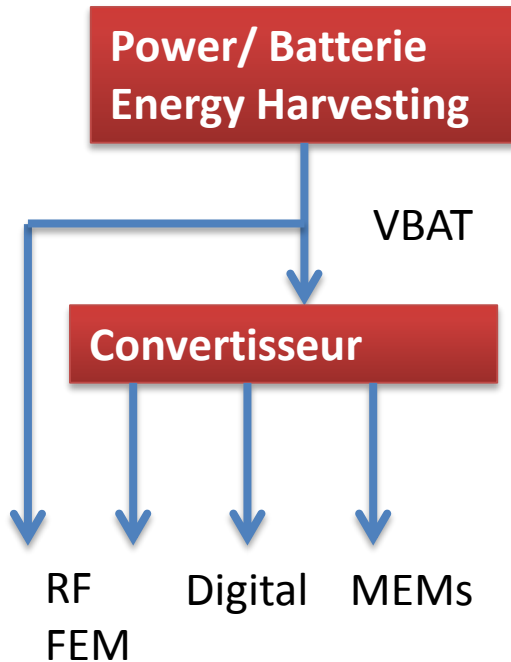 Power/ Batterie
Energy Harvesting
VBAT
Convertisseur
RF Digital MEMs
FEM